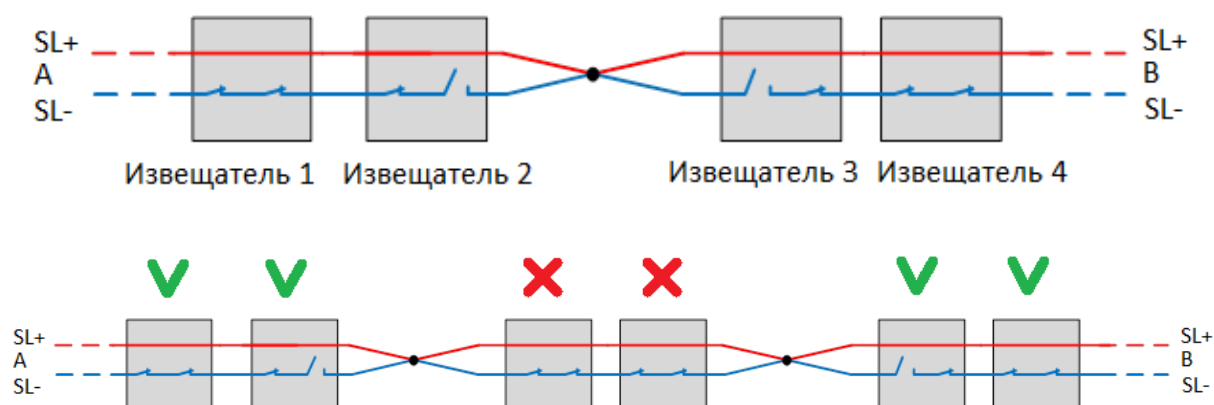 SL+
A
SL-
SL+
B
SL-
Извещатель 1 Извещатель 2 Извещатель 3 Извещатель 4
SL+
A
SL-
SL+
B
SL-